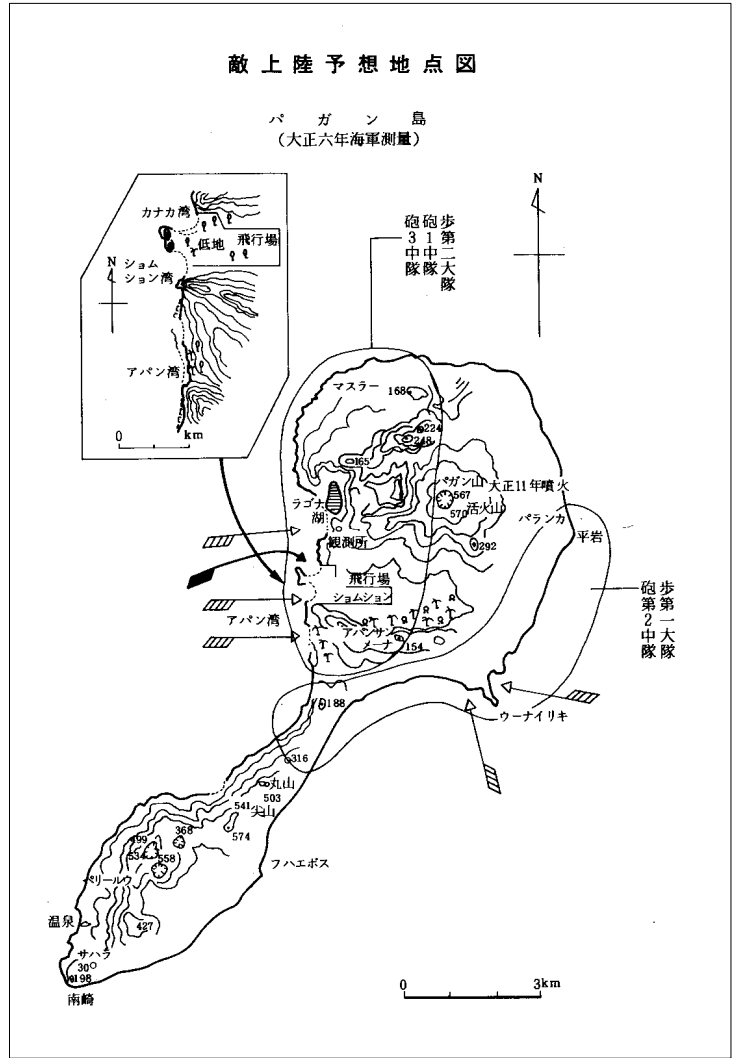 敵上陸予想地点図
パガン島
(大正六年海軍測量)
カナカ湾
低地
飛行場
N
ショム
ション湾
アパン湾
0 km
歩第二大隊
砲1中隊
砲3中隊
N
マスラー
168
224
248
165
パガン山
大正11年噴火
567
570
活火山
ラゴナ
湖
パランカ
平岩
観測所
292
飛行場
ショムション
アパン湾
アパンサン
メーナ
154
歩第一大隊
砲第2中隊
188
ウーナイリキ
316
丸山
503
541
尖山
574
499
368
534
558
フハエボス
ペリールウ
427
温泉
サハラ
30
198
南崎
0 3km